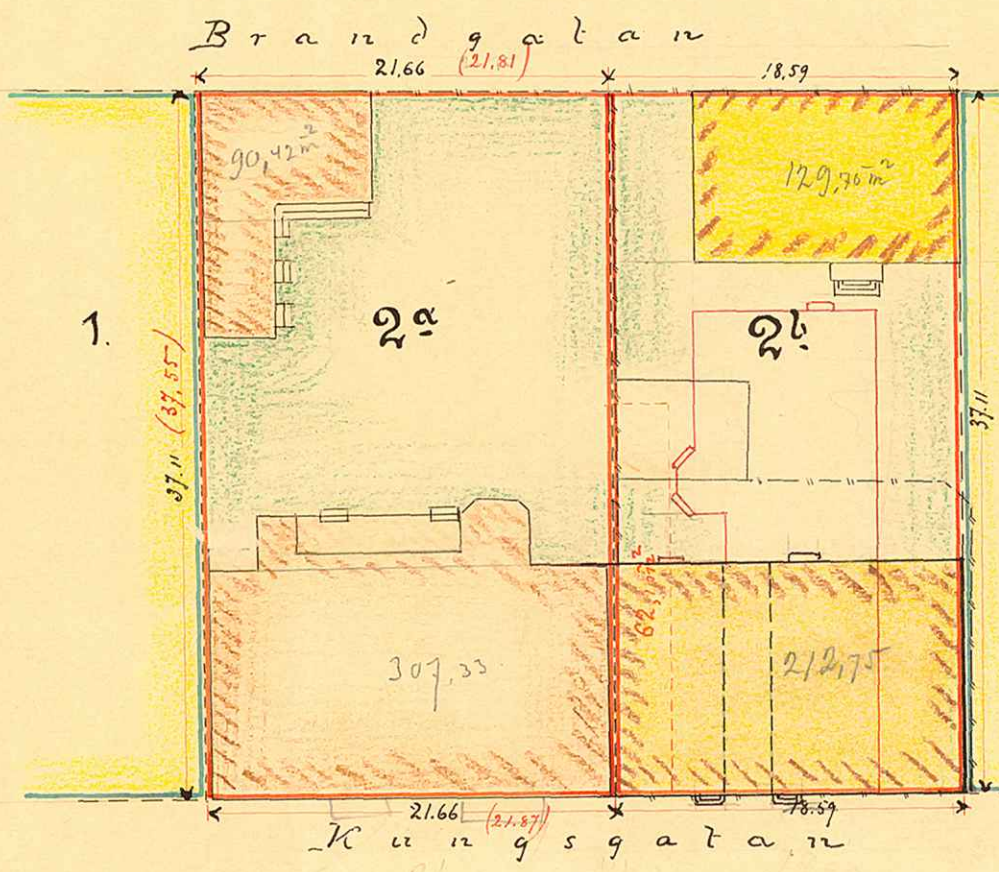 Brandgatan
21,66 (21,81) 18,59
90,42 m²
129,70 m²
1.
2a
2b.
37.11 (37,55)
37.11
307,33
212,75
21.66 (21.87) 18.59
Kungsgatan